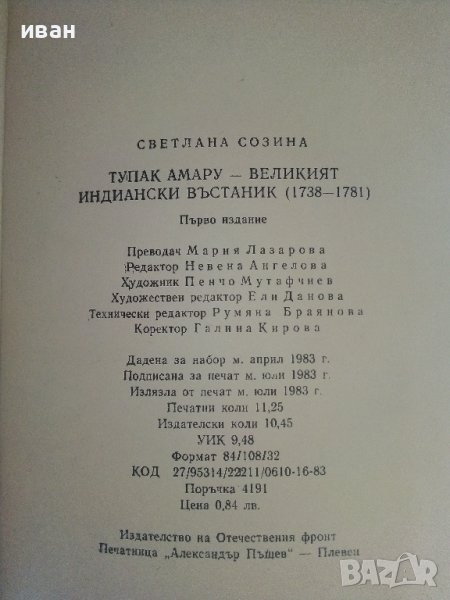 иван
СВЕТЛАНА СОЗИНА
ТУПАК АМАРУ — ВЕЛИКИЯТ
ИНДИАНСКИ ВЪСТАНИК (1738—1781)
Първо издание
Преводач Мария Лазарова
Редактор Невена Ангелова
Художник Пенчо Мутафчиев
Художествен редактор Ели Данова
Технически редактор Румяна Браянова
Коректор Галина Кирова
Дадена за набор м. април 1983 г.
Подписана за печат м. юли 1983 г.
Излязла от печат м. юли 1983 г.
Печатни коли 11,25
Издателски коли 10,45
УИК 9,48
Формат 84/108/32
КОД 27/95314/22211/0610-16-83
Поръчка 4191
Цена 0,84 лв.
Издателство на Отечествения фронт
Печатница „Александър Пъшев" — Плевен
BAZAR